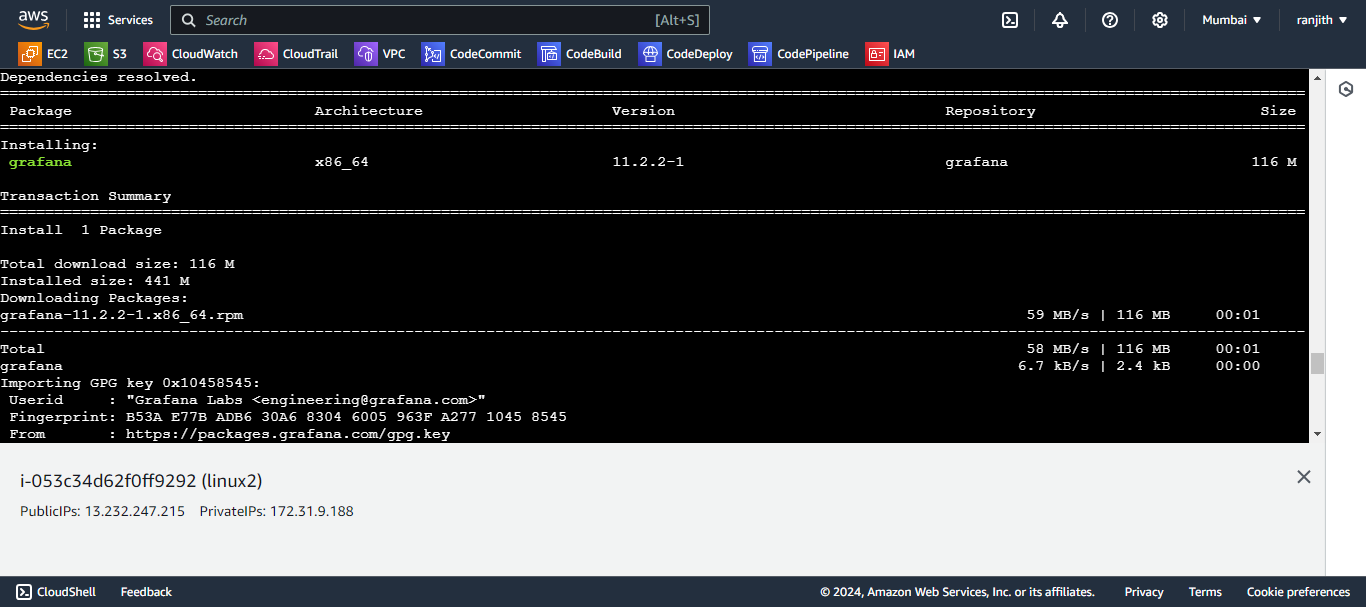 aws Services Search [Alt+S] Mumbai ranjith
EC2 S3 CloudWatch CloudTrail VPC CodeCommit CodeBuild CodeDeploy CodePipeline IAM
Dependencies resolved.
================================================================================
Package Architecture Version Repository Size
================================================================================
Installing:
grafana x86_64 11.2.2-1 grafana 116 M
Transaction Summary
================================================================================
Install 1 Package
Total download size: 116 M
Installed size: 441 M
Downloading Packages:
grafana-11.2.2-1.x86_64.rpm 59 MB/s | 116 MB 00:01
--------------------------------------------------------------------------------
Total 58 MB/s | 116 MB 00:01
grafana 6.7 kB/s | 2.4 kB 00:00
Importing GPG key 0x10458545:
Userid : "Grafana Labs <engineering@grafana.com>"
Fingerprint: B53A E77B ADB6 30A6 8304 6005 963F A277 1045 8545
From : https://packages.grafana.com/gpg.key
i-053c34d62f0ff9292 (linux2)
PublicIPs: 13.232.247.215 PrivateIPs: 172.31.9.188
CloudShell Feedback © 2024, Amazon Web Services, Inc. or its affiliates. Privacy Terms Cookie preferences